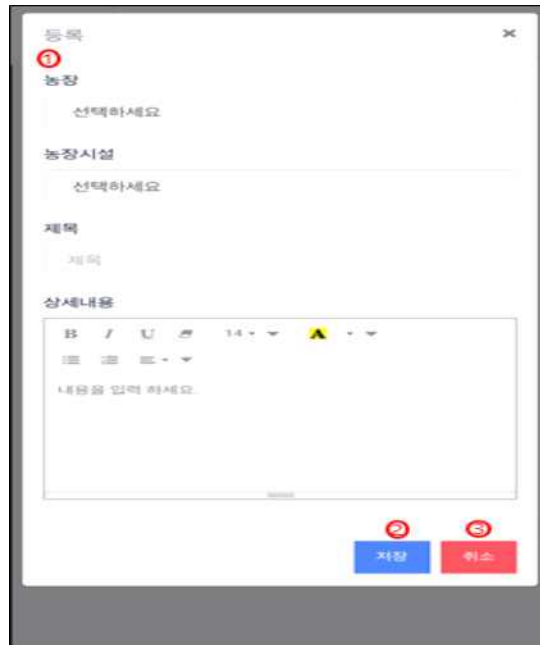 등록 ×
①
농장
선택하세요
농장시설
선택하세요
제목
제목
상세내용
B I U 14 A
내용을 입력 하세요.
② ③
저장 취소